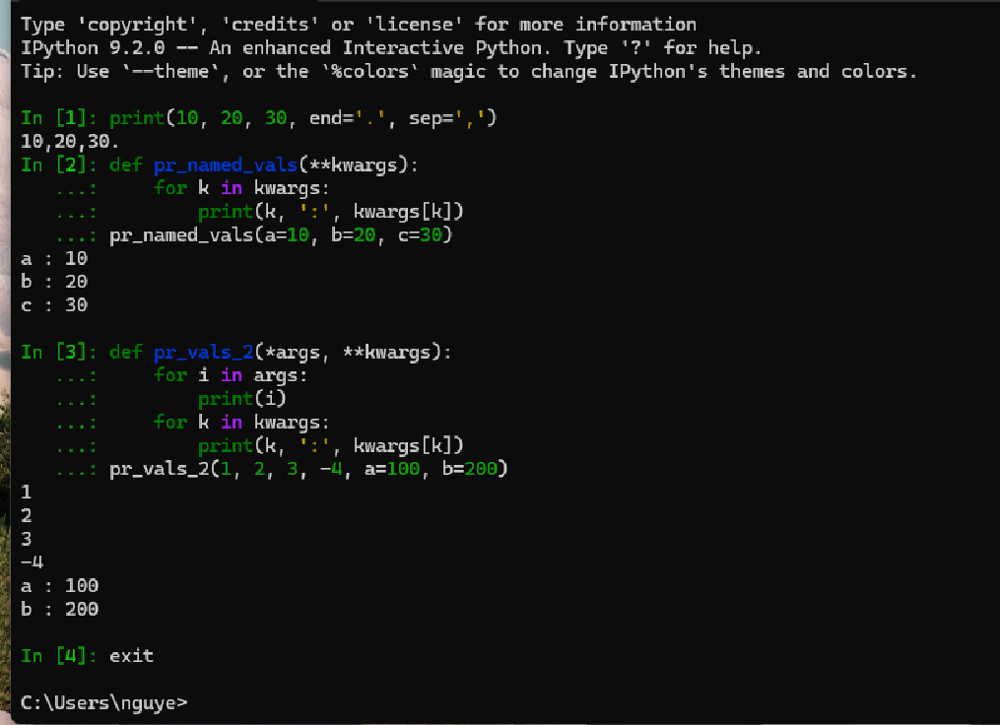 Type 'copyright', 'credits' or 'license' for more information
IPython 9.2.0 -- An enhanced Interactive Python. Type '?' for help.
Tip: Use `--theme`, or the `%colors` magic to change IPython's themes and colors.

In [1]: print(10, 20, 30, end='.', sep=',')
10,20,30.
In [2]: def pr_named_vals(**kwargs):
   ...:     for k in kwargs:
   ...:         print(k, ':', kwargs[k])
   ...: pr_named_vals(a=10, b=20, c=30)
a : 10
b : 20
c : 30

In [3]: def pr_vals_2(*args, **kwargs):
   ...:     for i in args:
   ...:         print(i)
   ...:     for k in kwargs:
   ...:         print(k, ':', kwargs[k])
   ...: pr_vals_2(1, 2, 3, -4, a=100, b=200)
1
2
3
-4
a : 100
b : 200

In [4]: exit

C:\Users\nguye>